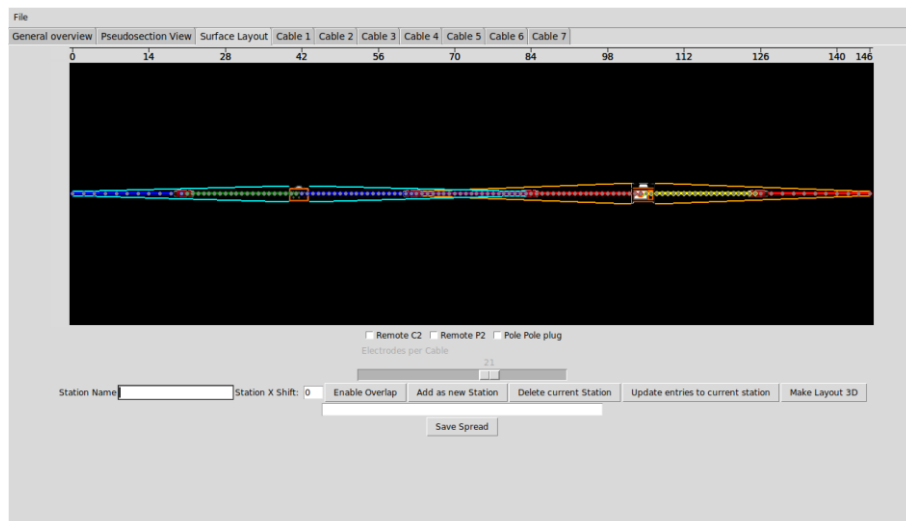 File
General overview Pseudosection View Surface Layout Cable 1 Cable 2 Cable 3 Cable 4 Cable 5 Cable 6 Cable 7
0 14 28 42 56 70 84 98 112 126 140 146
Remote C2 Remote P2 Pole Pole plug
Electrodes per Cable
21
Station Name Station X Shift: 0 Enable Overlap Add as new Station Delete current Station Update entries to current station Make Layout 3D
Save Spread